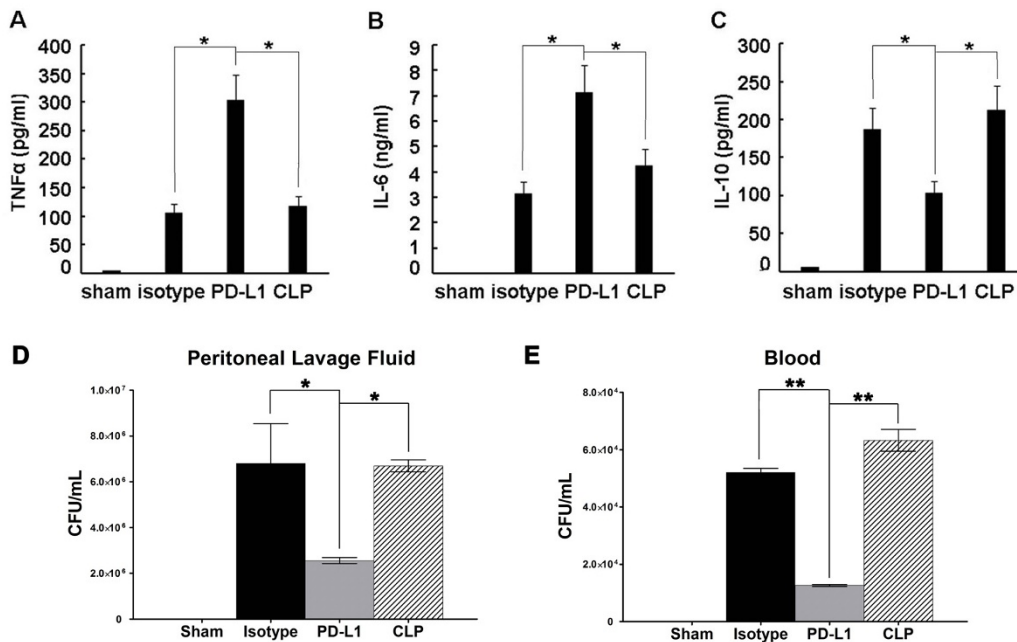 A
TNFα (pg/ml)
400
350
300
250
200
150
100
50
0
* *
sham isotype PD-L1 CLP
B
IL-6 (ng/ml)
9
8
7
6
5
4
3
2
1
0
* *
sham isotype PD-L1 CLP
C
IL-10 (pg/ml)
300
250
200
150
100
50
0
* *
sham isotype PD-L1 CLP
D
Peritoneal Lavage Fluid
CFU/mL
1.0×10⁷
8.0×10⁶
6.0×10⁶
4.0×10⁶
2.0×10⁶
0
* *
Sham Isotype PD-L1 CLP
E
Blood
CFU/mL
8.0×10⁴
6.0×10⁴
4.0×10⁴
2.0×10⁴
0
** **
Sham Isotype PD-L1 CLP